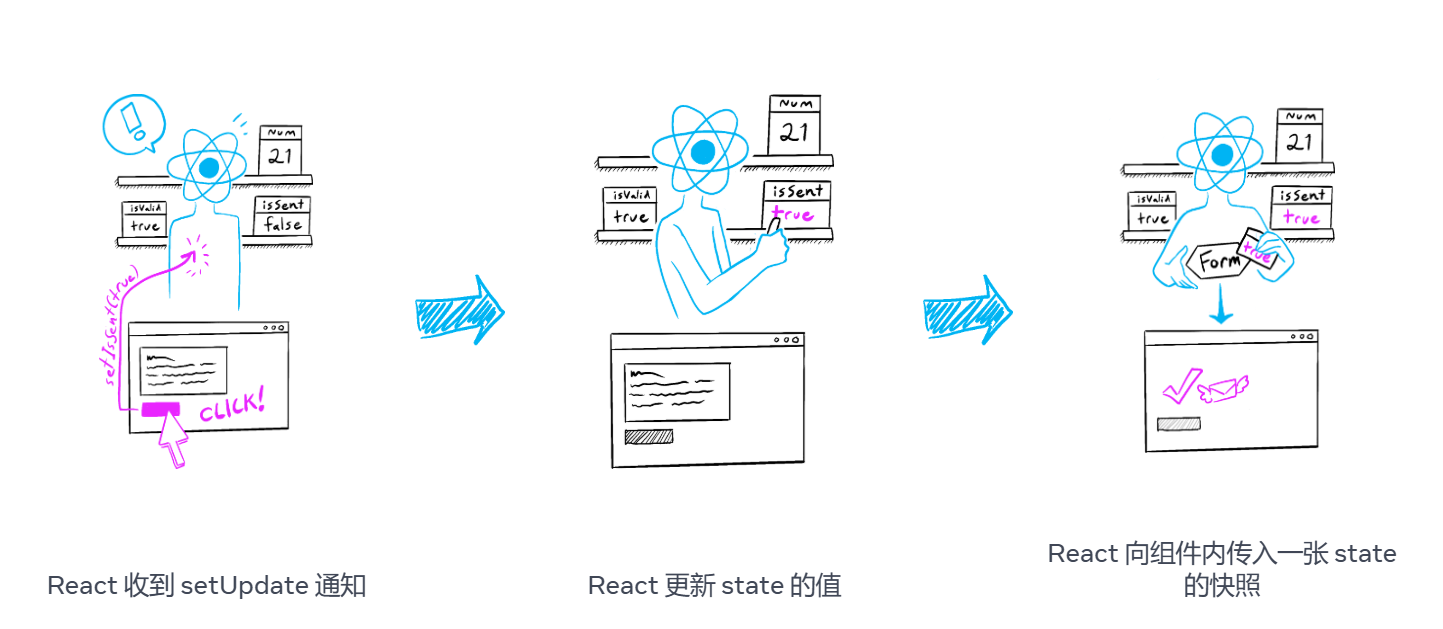 Num
21
isValid
true
isSent
false
setIsSent(true)
CLICK!
React 收到 setUpdate 通知
Num
21
isValid
true
isSent
true
React 更新 state 的值
Num
21
isValid
true
isSent
true
Form
true
React 向组件内传入一张 state
的快照